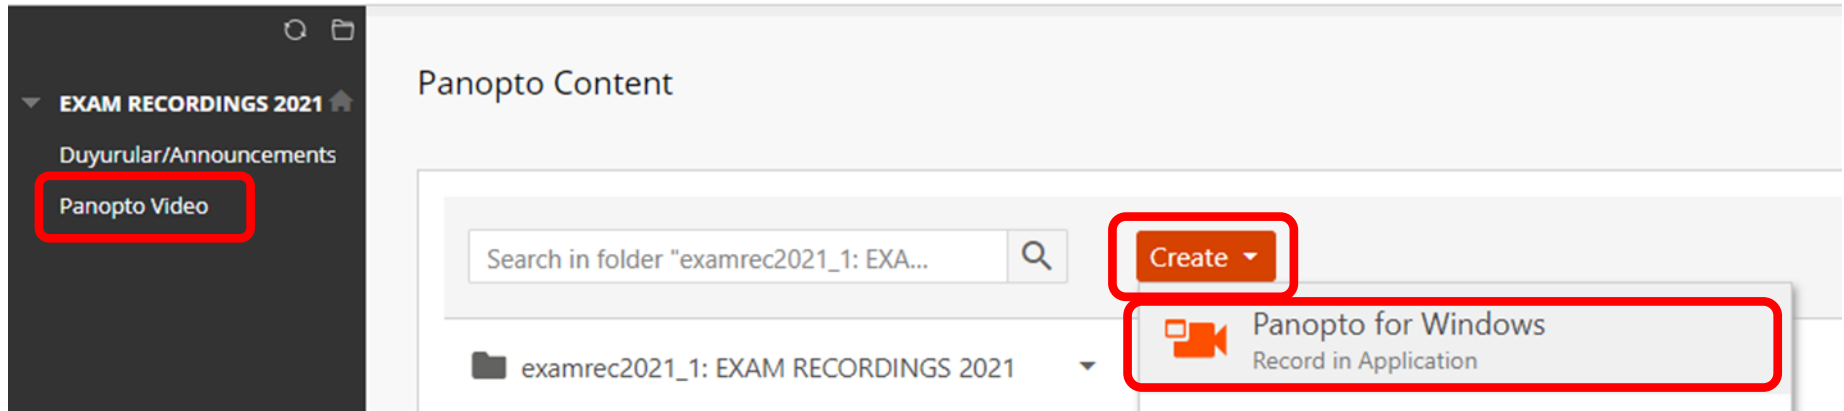 EXAM RECORDINGS 2021
Duyurular/Announcements
Panopto Video
Panopto Content
Search in folder "examrec2021_1: EXA...
Create
Panopto for Windows
Record in Application
examrec2021_1: EXAM RECORDINGS 2021